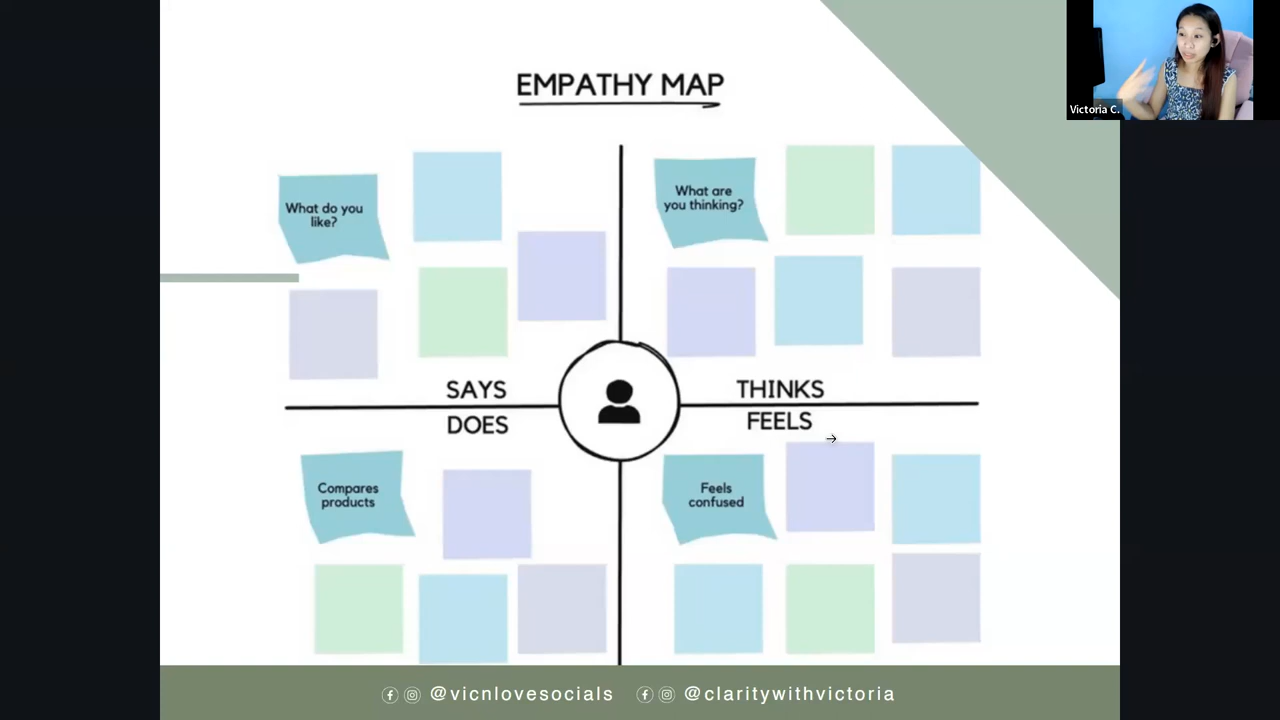 EMPATHY MAP
Victoria C.
What do you
like?
What are
you thinking?
SAYS
THINKS
DOES
FEELS
Compares
products
Feels
confused
@vicnlovesocials @claritywithvictoria